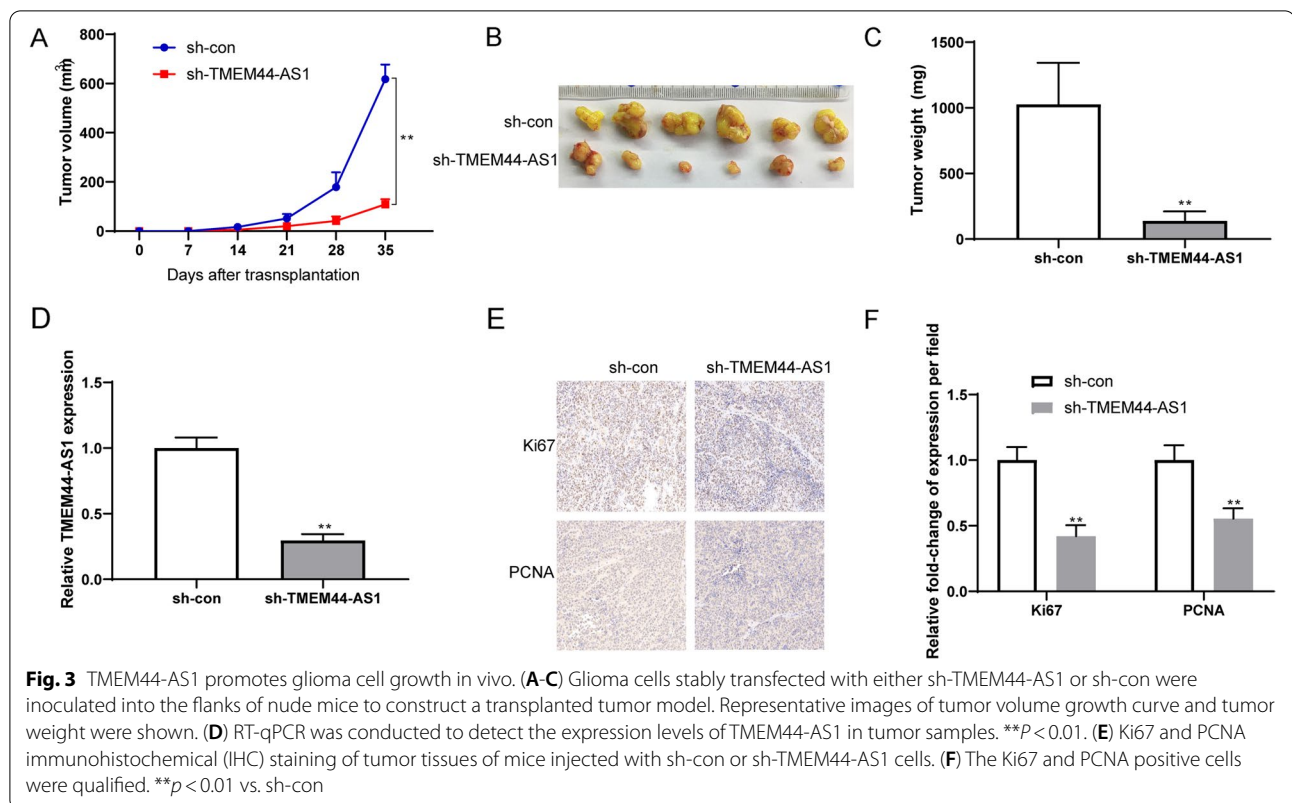 A
Tumor volume (mm3)
800
600
400
200
0
sh-con
sh-TMEM44-AS1
**
0 7 14 21 28 35
Days after trasnsplantation
B
sh-con
sh-TMEM44-AS1
C
Tumor weight (mg)
1500
1000
500
0
**
sh-con sh-TMEM44-AS1
D
Relative TMEM44-AS1 expression
1.5
1.0
0.5
0.0
**
sh-con sh-TMEM44-AS1
E
sh-con sh-TMEM44-AS1
Ki67
PCNA
F
Relative fold-change of expression per field
1.5
1.0
0.5
0.0
sh-con
sh-TMEM44-AS1
**
**
Ki67 PCNA
Fig. 3 TMEM44-AS1 promotes glioma cell growth in vivo. (A-C) Glioma cells stably transfected with either sh-TMEM44-AS1 or sh-con were
inoculated into the flanks of nude mice to construct a transplanted tumor model. Representative images of tumor volume growth curve and tumor
weight were shown. (D) RT-qPCR was conducted to detect the expression levels of TMEM44-AS1 in tumor samples. **P < 0.01. (E) Ki67 and PCNA
immunohistochemical (IHC) staining of tumor tissues of mice injected with sh-con or sh-TMEM44-AS1 cells. (F) The Ki67 and PCNA positive cells
were qualified. **p < 0.01 vs. sh-con